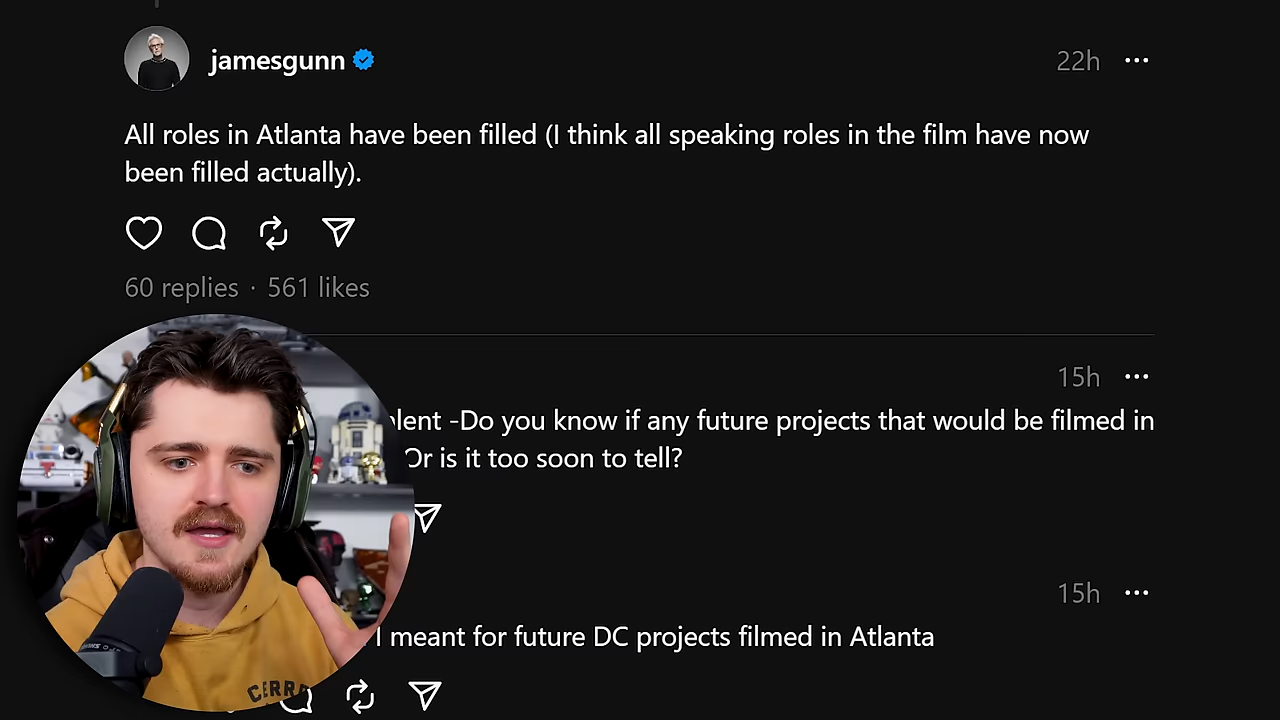 jamesgunn
22h
All roles in Atlanta have been filled (I think all speaking roles in the film have now
been filled actually).
60 replies · 561 likes
15h
-Do you know if any future projects that would be filmed in
Or is it too soon to tell?
15h
I meant for future DC projects filmed in Atlanta